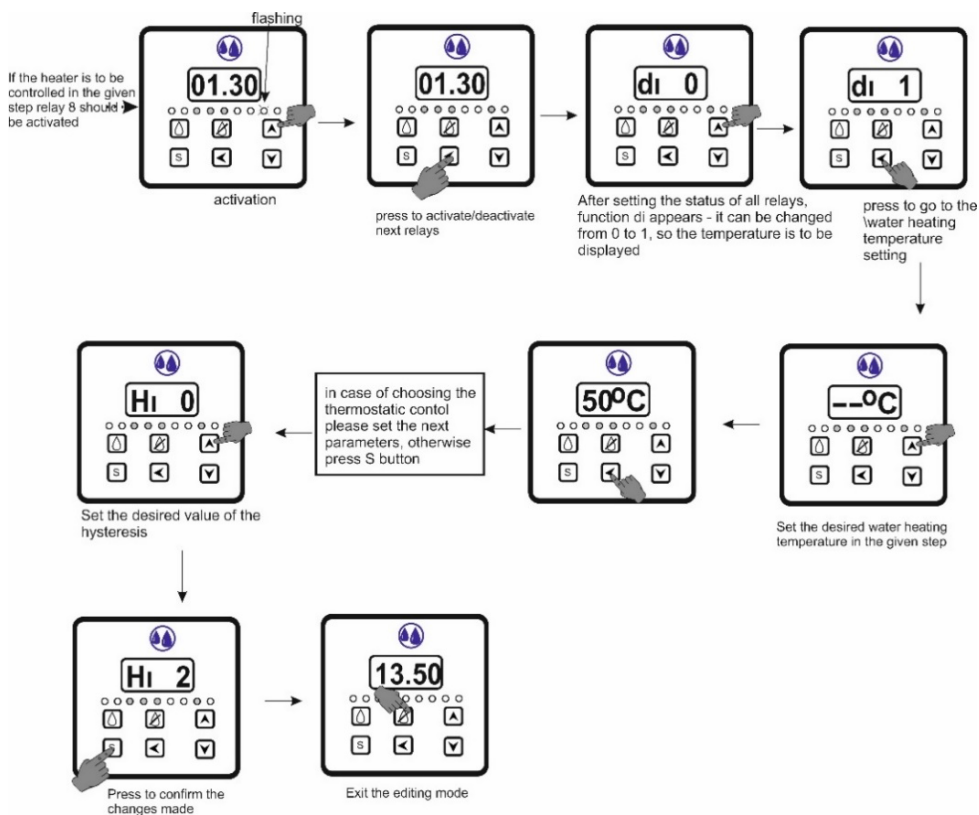 flashing
If the heater is to be
controlled in the given
step relay 8 should
be activated
01.30
S
activation
01.30
S
press to activate/deactivate
next relays
dı 0
S
After setting the status of all relays,
function di appears - it can be changed
from 0 to 1, so the temperature is to be
displayed
dı 1
S
press to go to the
\water heating
temperature
setting
--ºC
S
Set the desired water heating
temperature in the given step
50ºC
S
in case of choosing the
thermostatic contol
please set the next
parameters, otherwise
press S button
Hı 0
S
Set the desired value of the
hysteresis
Hı 2
S
Press to confirm the
changes made
13.50
S
Exit the editing mode